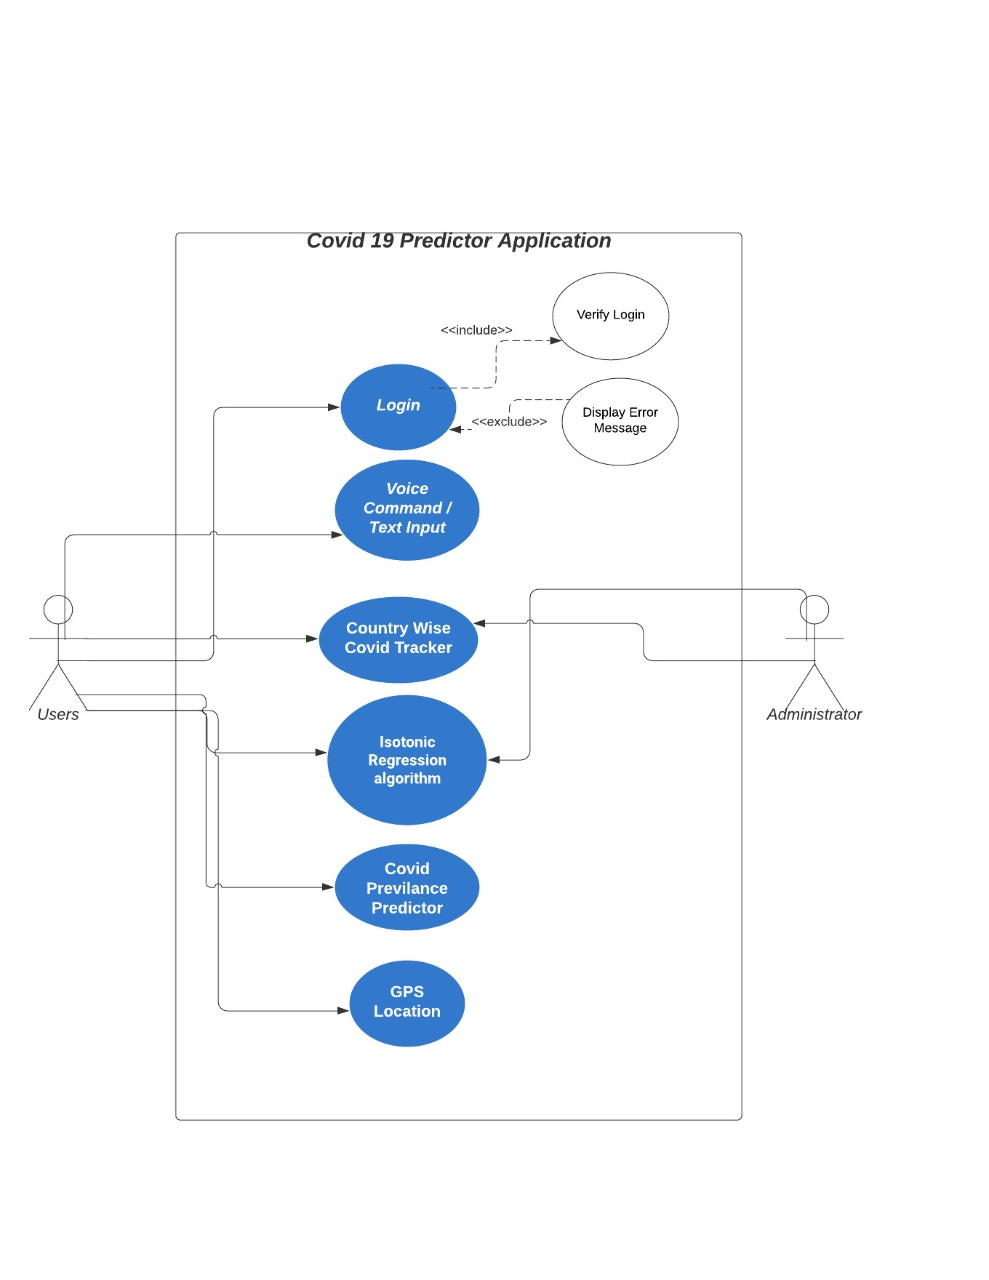 Covid 19 Predictor Application
Verify Login
<<include>>
Login
Display Error
Message
<<exclude>>
Voice
Command /
Text Input
Country Wise
Covid Tracker
Users
Administrator
Isotonic
Regression
algorithm
Covid
Previlance
Predictor
GPS
Location